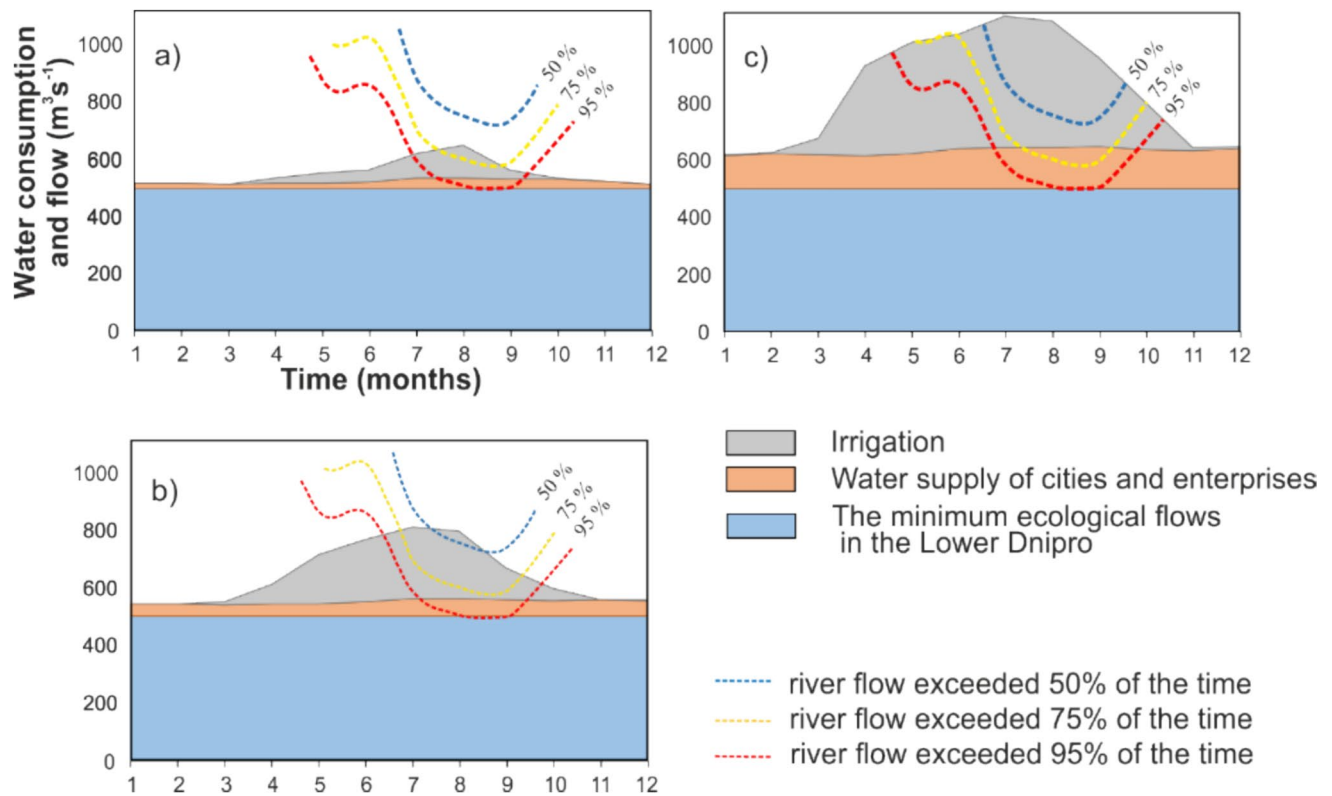 Water consumption
and flow (m³s⁻¹)
a)
1000
800
600
400
200
0
1 2 3 4 5 6 7 8 9 10 11 12
Time (months)
50 %
75 %
95 %
c)
1000
800
600
400
200
0
1 2 3 4 5 6 7 8 9 10 11 12
50 %
75 %
95 %
b)
1000
800
600
400
200
0
1 2 3 4 5 6 7 8 9 10 11 12
50 %
75 %
95 %
Irrigation
Water supply of cities and enterprises
The minimum ecological flows
in the Lower Dnipro
river flow exceeded 50% of the time
river flow exceeded 75% of the time
river flow exceeded 95% of the time